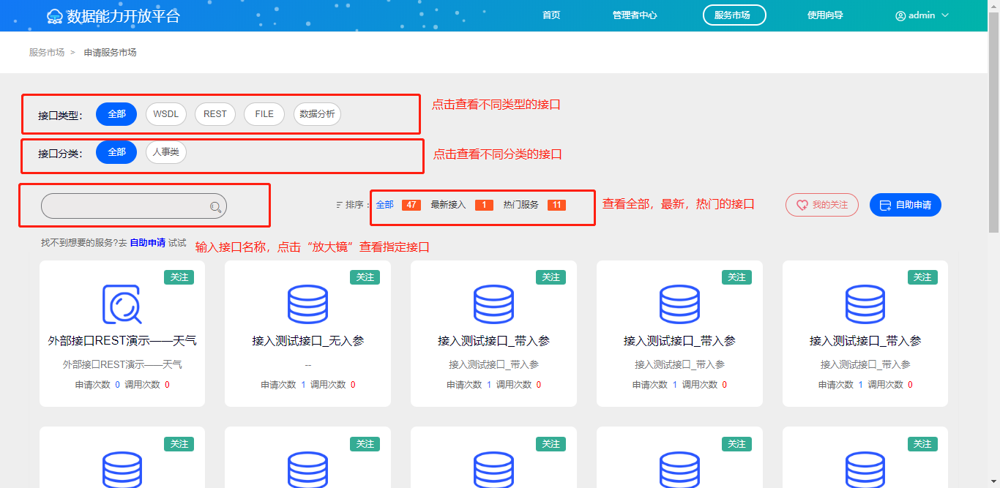 数据能力开放平台 首页 管理者中心 服务市场 使用向导 admin
服务市场 > 申请服务市场
接口类型： 全部 WSDL REST FILE 数据分析 点击查看不同类型的接口
接口分类： 全部 人事类 点击查看不同分类的接口
排序： 全部 47 最新接入 1 热门服务 11 查看全部，最新，热门的接口 我的关注 自助申请
找不到想要的服务?去 自助申请 试试 输入接口名称，点击“放大镜”查看指定接口
关注 关注 关注 关注 关注
外部接口REST演示——天气 接入测试接口_无入参 接入测试接口_带入参 接入测试接口_带入参 接入测试接口_带入参
外部接口REST演示——天气 -- 接入测试接口_带入参 接入测试接口_带入参 接入测试接口_带入参
申请次数 0 调用次数 0 申请次数 1 调用次数 0 申请次数 1 调用次数 0 申请次数 1 调用次数 0 申请次数 1 调用次数 0
关注 关注 关注 关注 关注